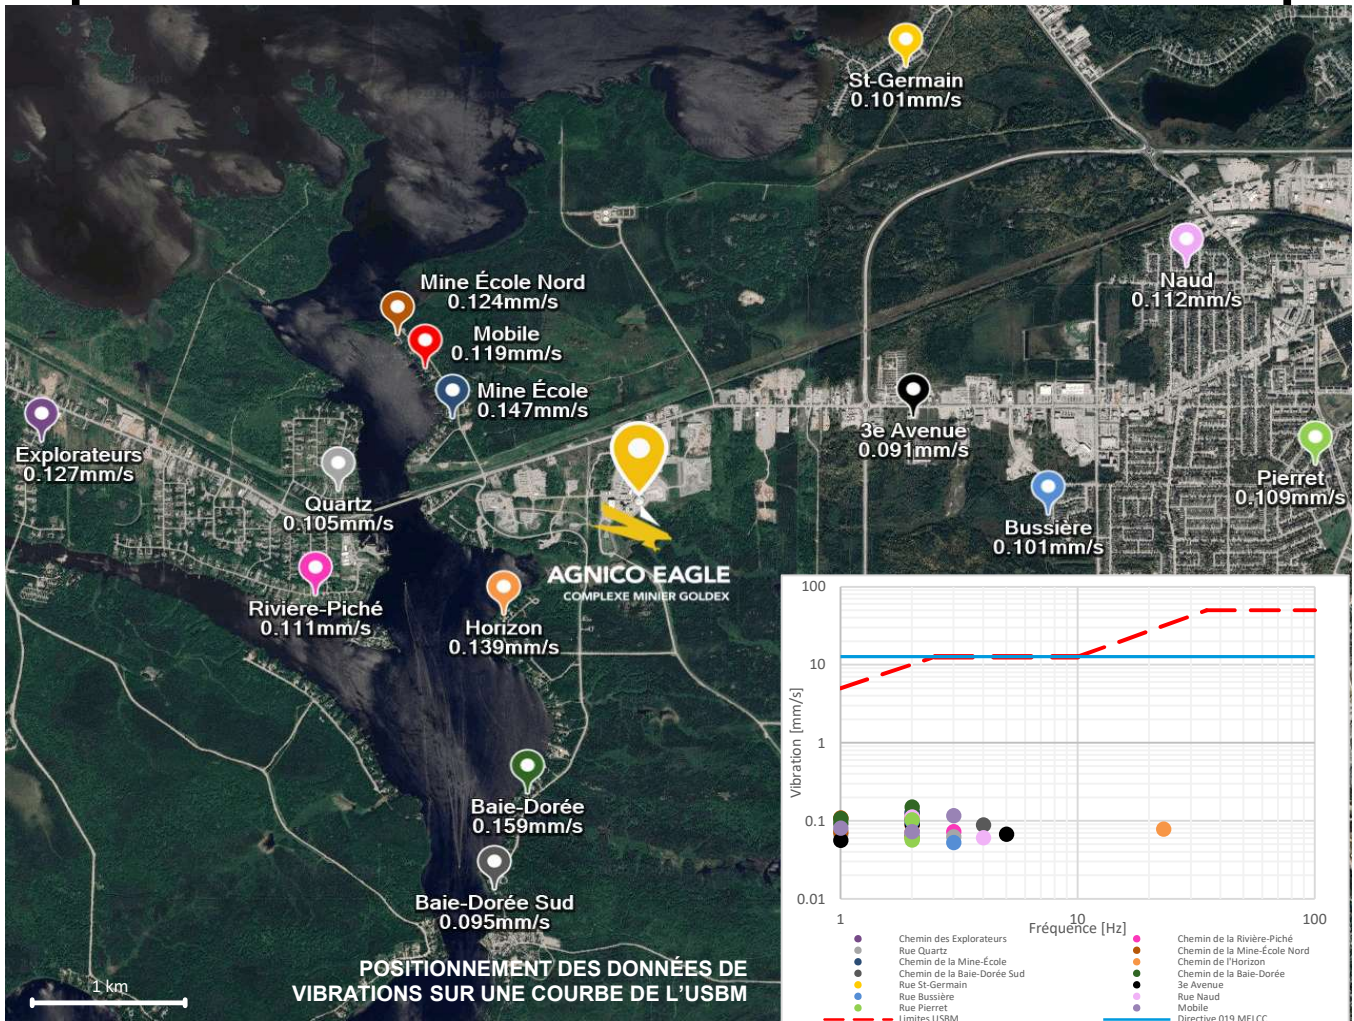 St-Germain
0.101mm/s
Naud
0.112mm/s
Mine École Nord
0.124mm/s
Mobile
0.119mm/s
Mine École
0.147mm/s
3e Avenue
0.091mm/s
Explorateurs
0.127mm/s
Quartz
0.105mm/s
Pierret
0.109mm/s
Bussière
0.101mm/s
AGNICO EAGLE
COMPLEXE MINIER GOLDEX
Riviere-Piché
0.111mm/s
Horizon
0.139mm/s
Baie-Dorée
0.159mm/s
Baie-Dorée Sud
0.095mm/s
POSITIONNEMENT DES DONNÉES DE
VIBRATIONS SUR UNE COURBE DE L'USBM
1 km
Vibration [mm/s]
100
10
1
0.1
0.01
1 10 100
Fréquence [Hz]
Chemin des Explorateurs
Chemin de la Rivière-Piché
Rue Quartz
Chemin de la Mine-École Nord
Chemin de la Mine-École
Chemin de l'Horizon
Chemin de la Baie-Dorée Sud
Chemin de la Baie-Dorée
Rue St-Germain
3e Avenue
Rue Bussière
Rue Naud
Rue Pierret
Mobile
Limites USBM
Directive 019 MELCC